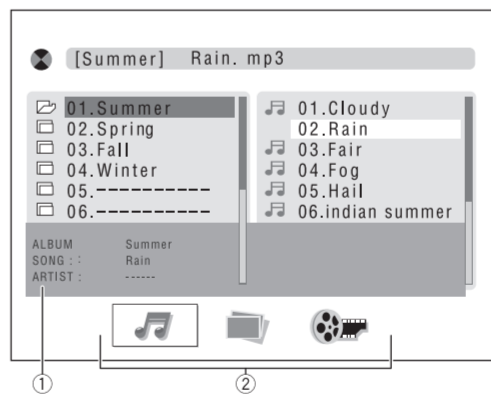 [Summer] Rain. mp3
01.Summer
02.Spring
03.Fall
04.Winter
05.----------
06.----------
01.Cloudy
02.Rain
03.Fair
04.Fog
05.Hail
06.indian summer
ALBUM Summer
SONG : : Rain
ARTIST : ------
① ②